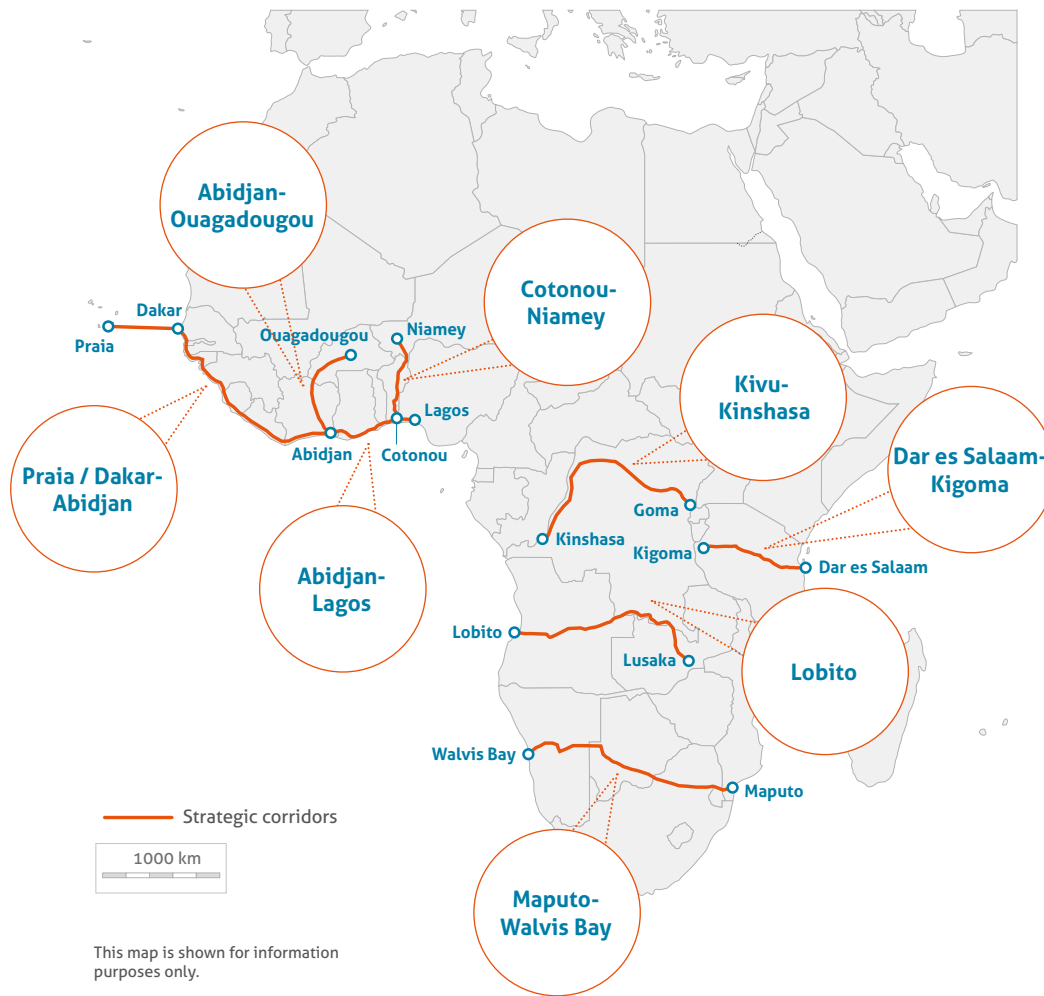 Abidjan-
Ouagadougou
Cotonou-
Niamey
Dakar
Praia
Ouagadougou
Niamey
Kivu-
Kinshasa
Lagos
Abidjan
Cotonou
Praia / Dakar-
Abidjan
Dar es Salaam-
Kigoma
Goma
Kinshasa
Kigoma
Dar es Salaam
Abidjan-
Lagos
Lobito
Lusaka
Lobito
Walvis Bay
Maputo
Strategic corridors
1000 km
Maputo-
Walvis Bay
This map is shown for information
purposes only.